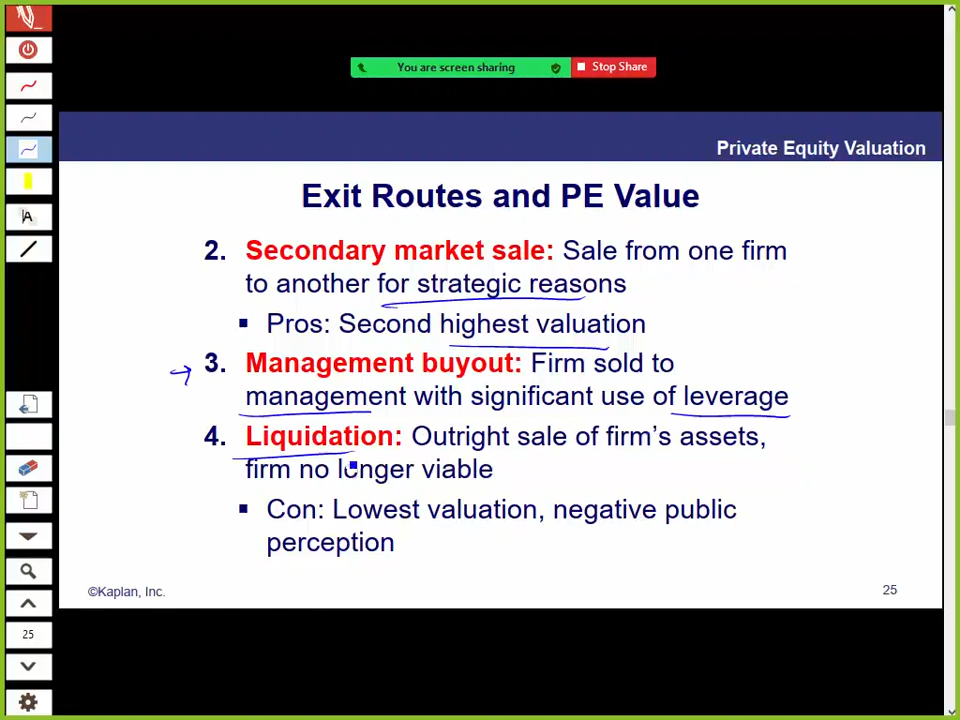 You are screen sharing
Stop Share
Private Equity Valuation
Exit Routes and PE Value
2. Secondary market sale: Sale from one firm
to another for strategic reasons
▪ Pros: Second highest valuation
3. Management buyout: Firm sold to
management with significant use of leverage
4. Liquidation: Outright sale of firm’s assets,
firm no longer viable
▪ Con: Lowest valuation, negative public
perception
©Kaplan, Inc.
25
A
25